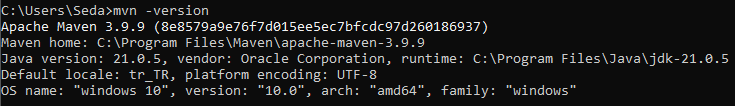 C:\Users\Seda>mvn -version
Apache Maven 3.9.9 (8e8579a9e76f7d015ee5ec7bfcdc97d260186937)
Maven home: C:\Program Files\Maven\apache-maven-3.9.9
Java version: 21.0.5, vendor: Oracle Corporation, runtime: C:\Program Files\Java\jdk-21.0.5
Default locale: tr_TR, platform encoding: UTF-8
OS name: "windows 10", version: "10.0", arch: "amd64", family: "windows"